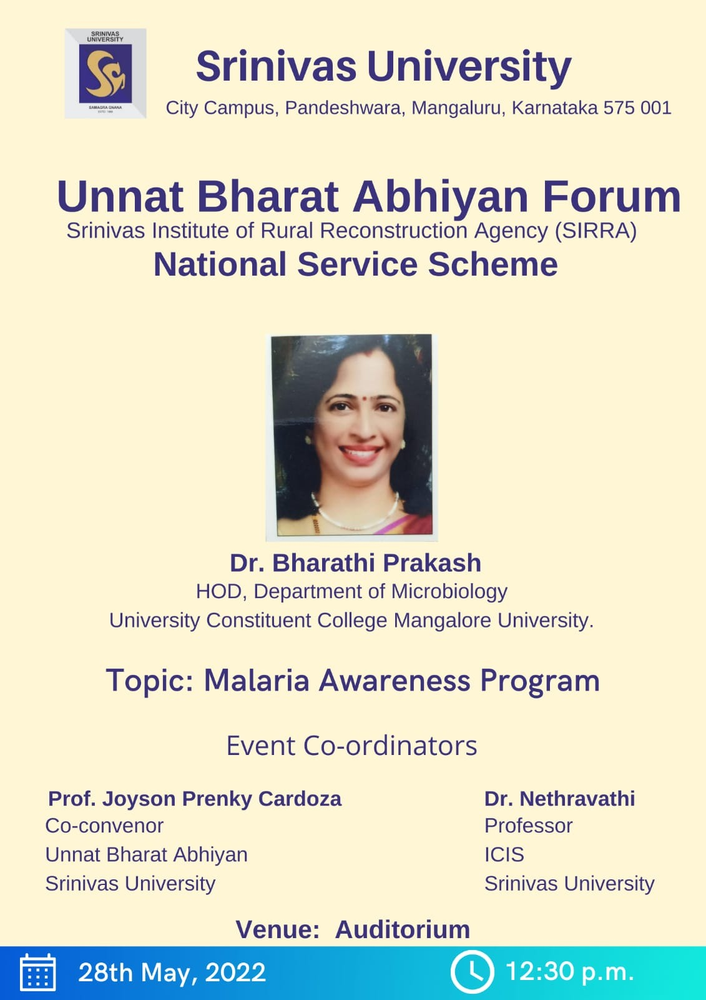 SRINIVAS
UNIVERSITY
SAMAGRA GNANA
Srinivas University
City Campus, Pandeshwara, Mangaluru, Karnataka 575 001
Unnat Bharat Abhiyan Forum
Srinivas Institute of Rural Reconstruction Agency (SIRRA)
National Service Scheme
Dr. Bharathi Prakash
HOD, Department of Microbiology
University Constituent College Mangalore University.
Topic: Malaria Awareness Program
Event Co-ordinators
Prof. Joyson Prenky Cardoza
Co-convenor
Unnat Bharat Abhiyan
Srinivas University
Dr. Nethravathi
Professor
ICIS
Srinivas University
Venue: Auditorium
28th May, 2022
12:30 p.m.